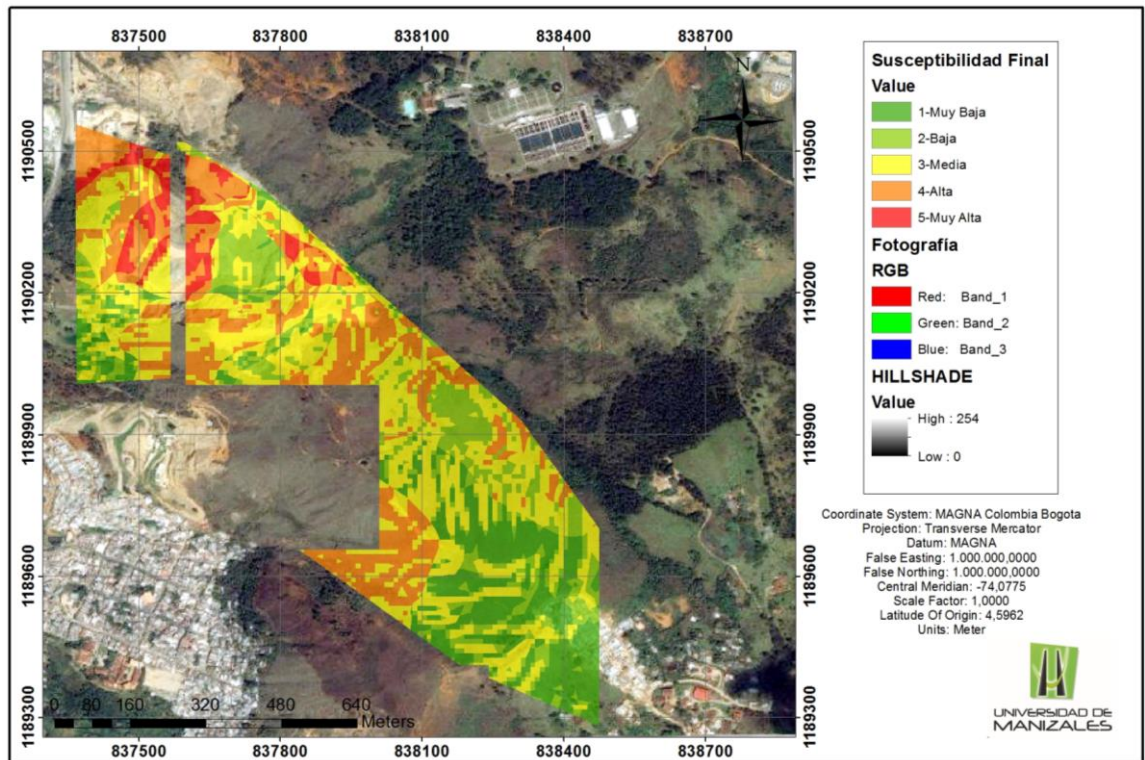 837500 837800 838100 838400 838700
1190500
1190200
1189900
1189600
1189300
N
1190500
1190200
1189900
1189600
1189300
0 80 160 320 480 640
Meters
837500 837800 838100 838400 838700
Susceptibilidad Final
Value
1-Muy Baja
2-Baja
3-Media
4-Alta
5-Muy Alta
Fotografía
RGB
Red: Band_1
Green: Band_2
Blue: Band_3
HILLSHADE
Value
High : 254
Low : 0
Coordinate System: MAGNA Colombia Bogota
Projection: Transverse Mercator
Datum: MAGNA
False Easting: 1.000.000,0000
False Northing: 1.000.000,0000
Central Meridian: -74,0775
Scale Factor: 1,0000
Latitude Of Origin: 4,5962
Units: Meter
UNIVERSIDAD DE
MANIZALES